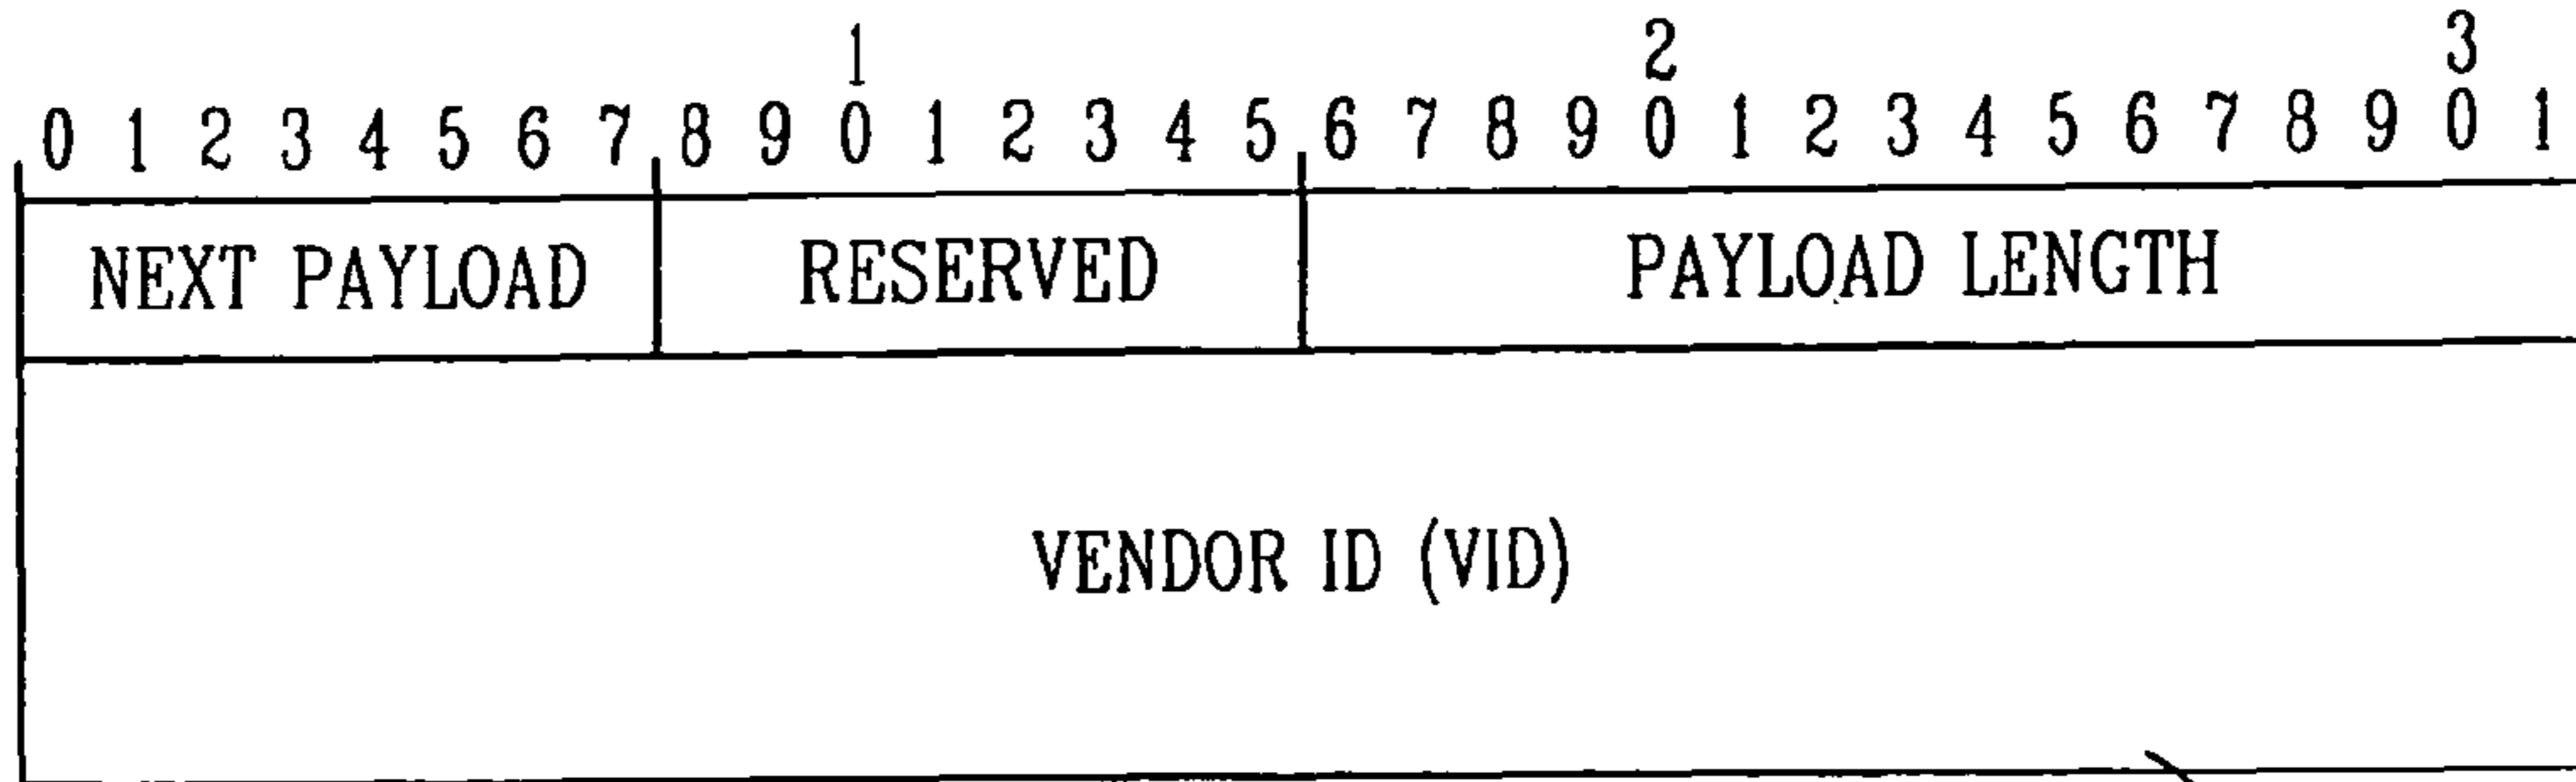 1 2 3
0 1 2 3 4 5 6 7 8 9 0 1 2 3 4 5 6 7 8 9 0 1 2 3 4 5 6 7 8 9 0 1
NEXT PAYLOAD RESERVED PAYLOAD LENGTH
VENDOR ID (VID)